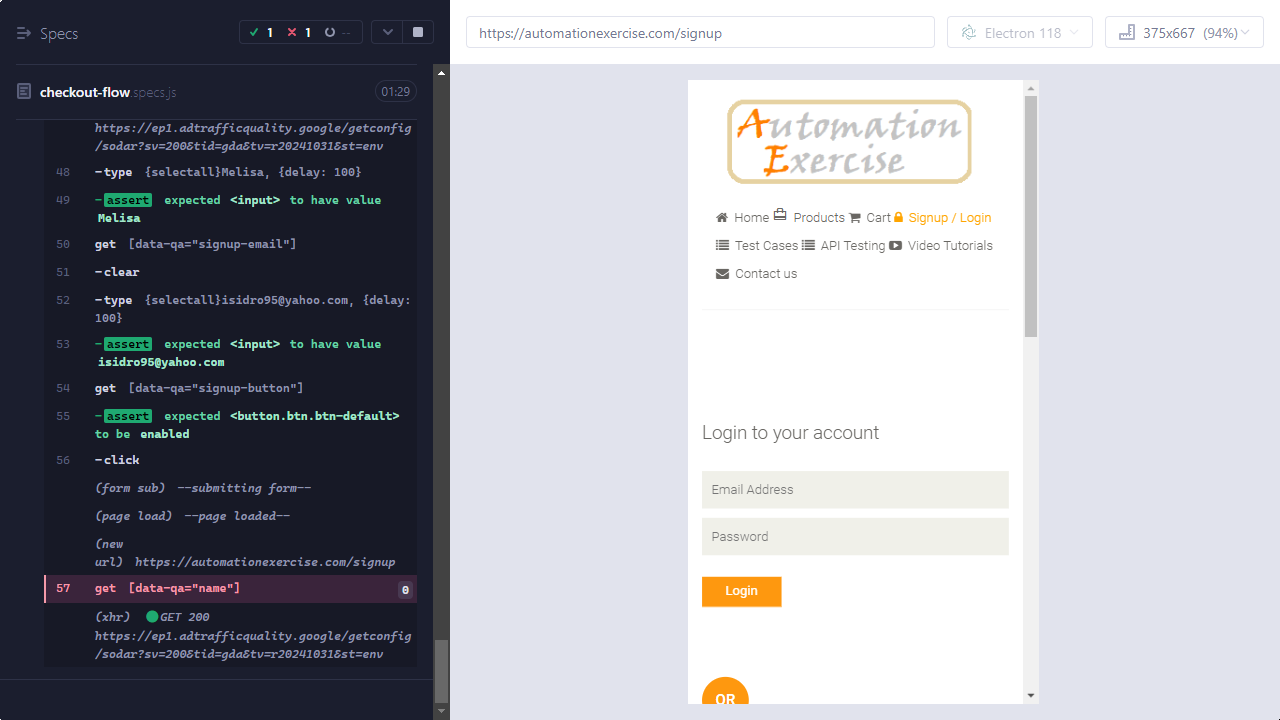 Specs
1
1
--
checkout-flow.specs.js
01:29
https://ep1.adtrafficquality.google/getconfig
/sodar?sv=200&tid=gda&tv=r20241031&st=env
48 -type {selectall}Melisa, {delay: 100}
49 -assert expected <input> to have value
Melisa
50 get [data-qa="signup-email"]
51 -clear
52 -type {selectall}isidro95@yahoo.com, {delay:
100}
53 -assert expected <input> to have value
isidro95@yahoo.com
54 get [data-qa="signup-button"]
55 -assert expected <button.btn.btn-default>
to be enabled
56 -click
(form sub) --submitting form--
(page load) --page loaded--
(new
url) https://automationexercise.com/signup
57 get [data-qa="name"] 0
(xhr) GET 200
https://ep1.adtrafficquality.google/getconfig
/sodar?sv=200&tid=gda&tv=r20241031&st=env
https://automationexercise.com/signup
Electron 118
375x667 (94%)
Automation
Exercise
Home Products Cart Signup / Login
Test Cases API Testing Video Tutorials
Contact us
Login to your account
Email Address
Password
Login
OR